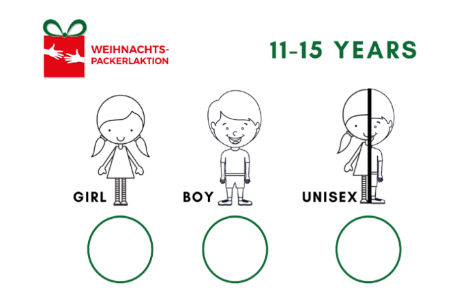 WEIHNACHTS-
PACKERLAKTION
11-15 YEARS
GIRL
BOY
UNISEX